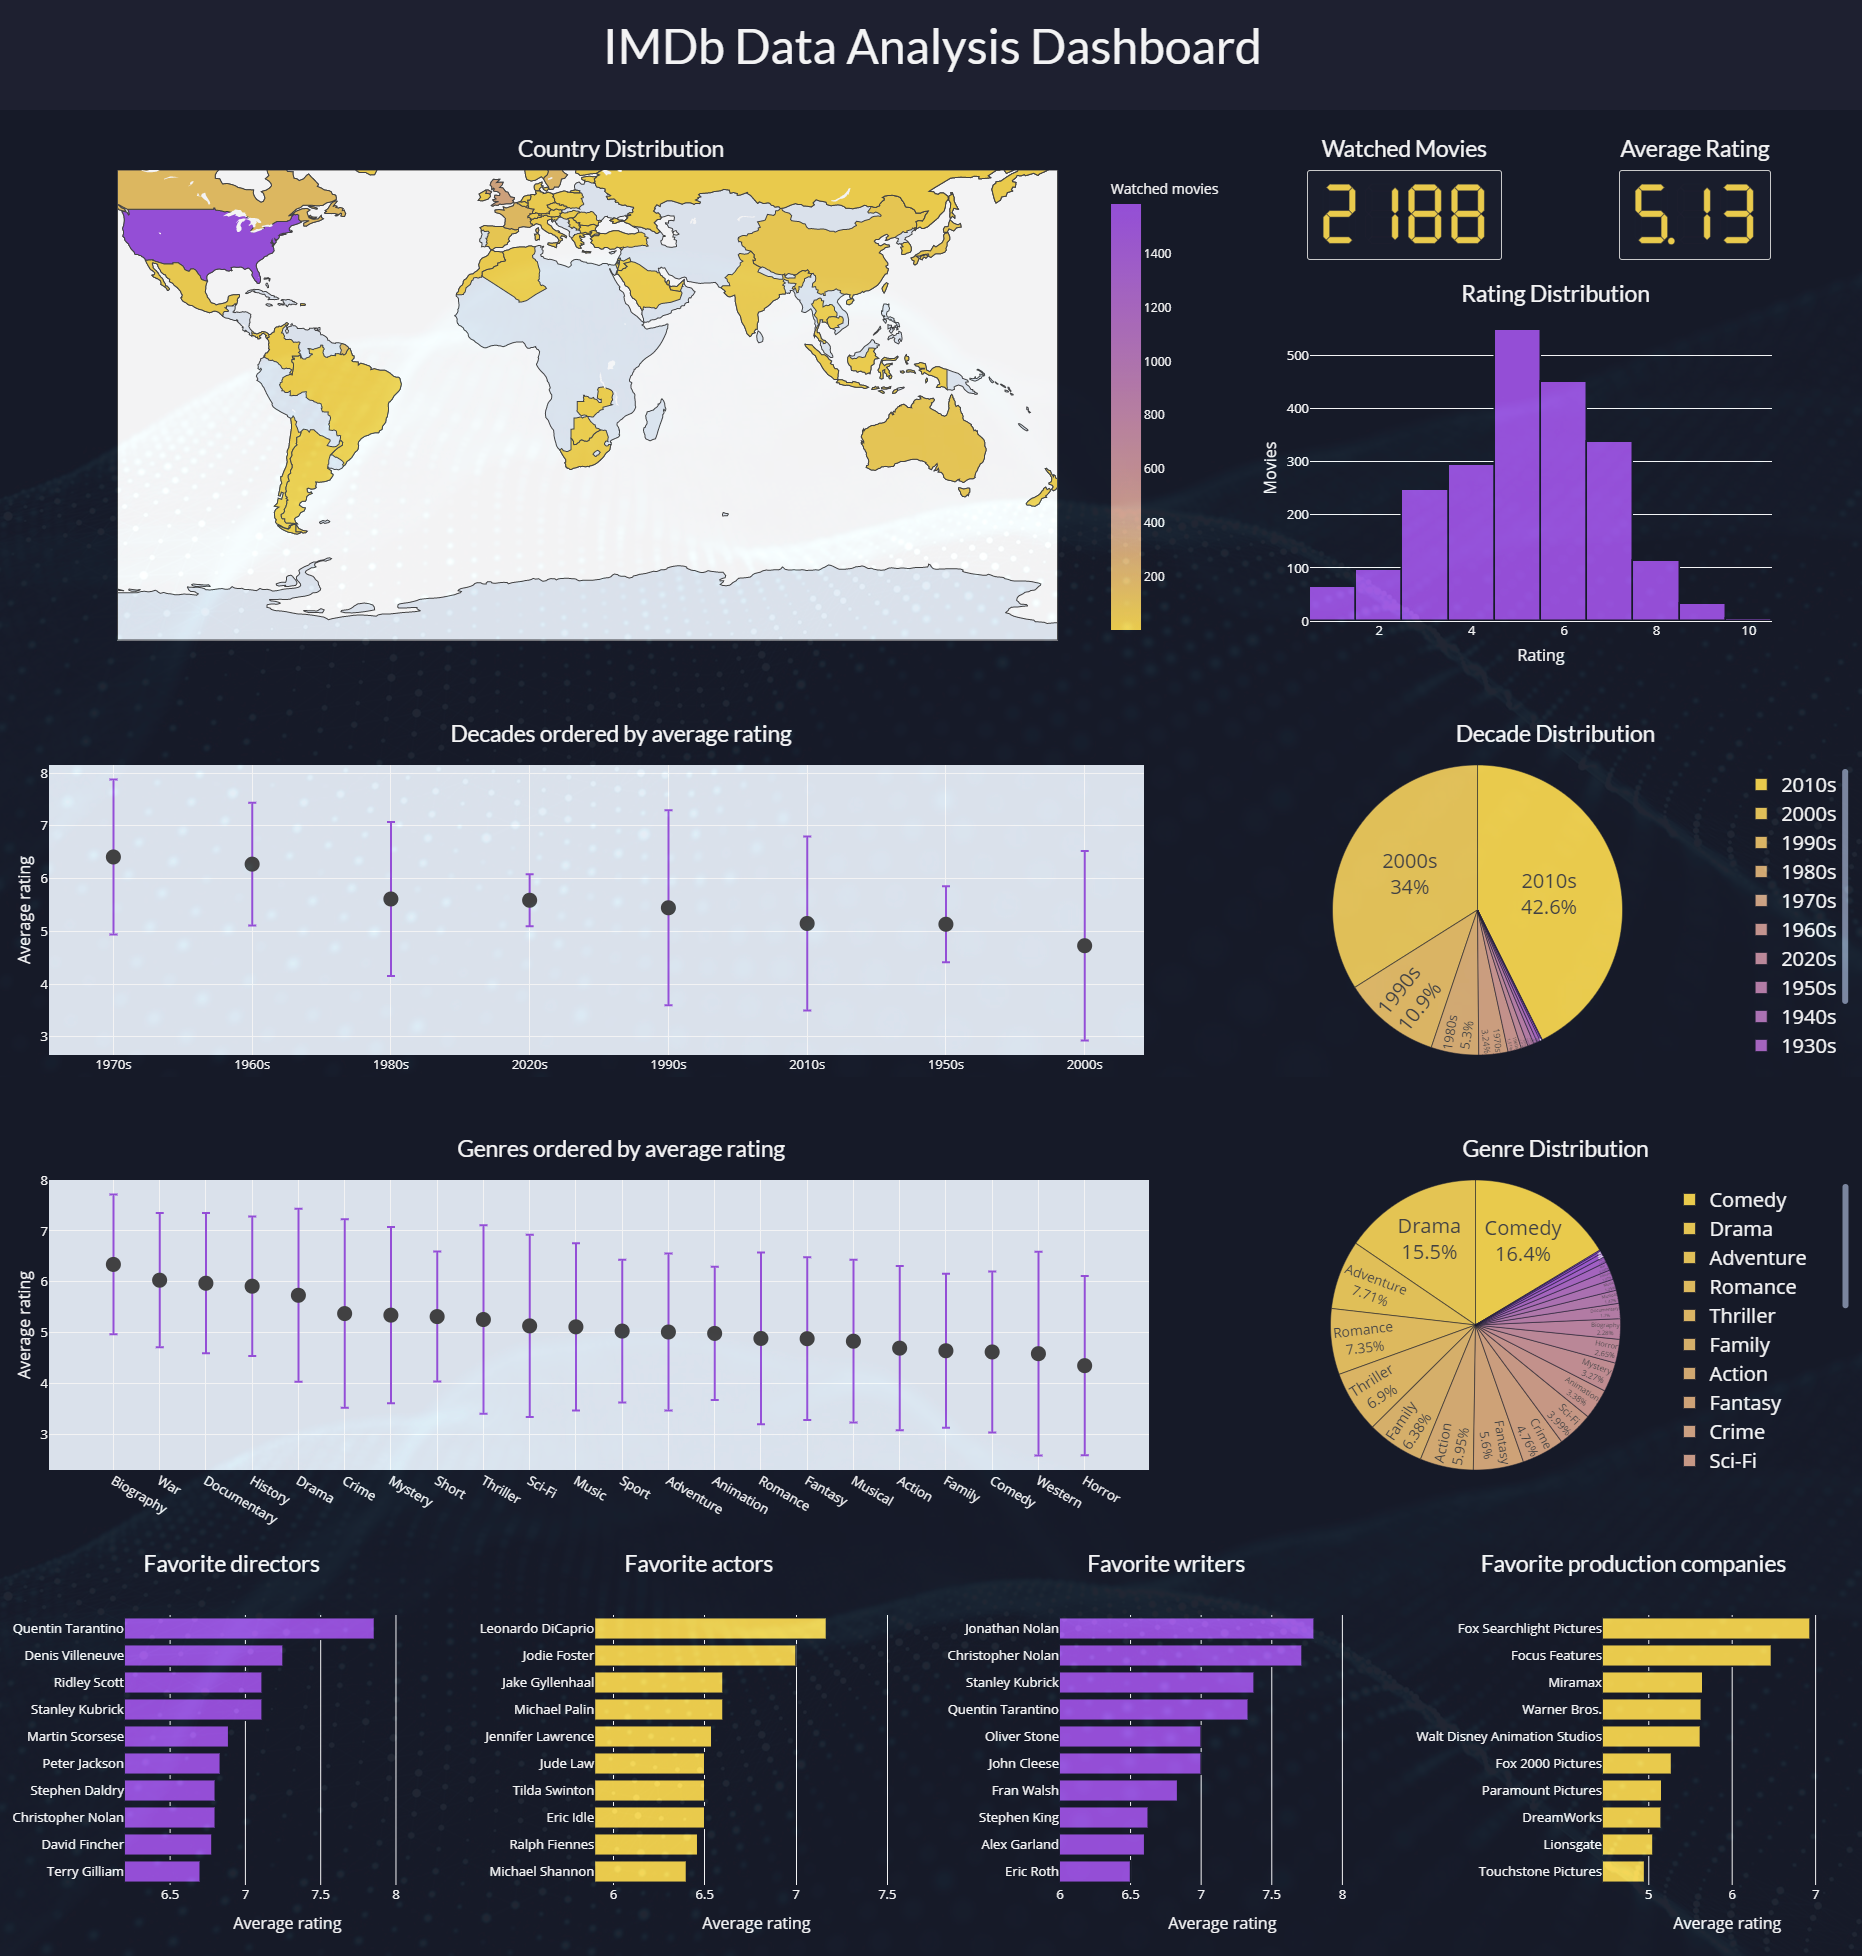 IMDb Data Analysis Dashboard
Country Distribution
Watched movies
1400
1200
1000
800
600
400
200
Watched Movies
2188
Average Rating
5.13
Rating Distribution
Movies
500
400
300
200
100
0
2 4 6 8 10
Rating
Decades ordered by average rating
Average rating
8
7
6
5
4
3
1970s 1960s 1980s 2020s 1990s 2010s 1950s 2000s
Decade Distribution
2010s
42.6%
2000s
34%
1990s
10.9%
1980s
5.3%
1970s
3.24%
2010s
2000s
1990s
1980s
1970s
1960s
2020s
1950s
1940s
1930s
Genres ordered by average rating
Average rating
8
7
6
5
4
3
Biography War Documentary History Drama Crime Mystery Short Thriller Sci-Fi Music Sport Adventure Animation Romance Fantasy Musical Action Family Comedy Western Horror
Genre Distribution
Comedy
16.4%
Drama
15.5%
Adventure
7.71%
Romance
7.35%
Thriller
6.9%
Family
6.38%
Action
5.95%
Fantasy
5.6%
Crime
4.76%
Sci-Fi
3.99%
Animation
3.38%
Mystery
3.27%
Horror
2.65%
Biography
Comedy
Drama
Adventure
Romance
Thriller
Family
Action
Fantasy
Crime
Sci-Fi
Favorite directors
Quentin Tarantino
Denis Villeneuve
Ridley Scott
Stanley Kubrick
Martin Scorsese
Peter Jackson
Stephen Daldry
Christopher Nolan
David Fincher
Terry Gilliam
6.5 7 7.5 8
Average rating
Favorite actors
Leonardo DiCaprio
Jodie Foster
Jake Gyllenhaal
Michael Palin
Jennifer Lawrence
Jude Law
Tilda Swinton
Eric Idle
Ralph Fiennes
Michael Shannon
6 6.5 7 7.5
Average rating
Favorite writers
Jonathan Nolan
Christopher Nolan
Stanley Kubrick
Quentin Tarantino
Oliver Stone
John Cleese
Fran Walsh
Stephen King
Alex Garland
Eric Roth
6 6.5 7 7.5 8
Average rating
Favorite production companies
Fox Searchlight Pictures
Focus Features
Miramax
Warner Bros.
Walt Disney Animation Studios
Fox 2000 Pictures
Paramount Pictures
DreamWorks
Lionsgate
Touchstone Pictures
5 6 7
Average rating